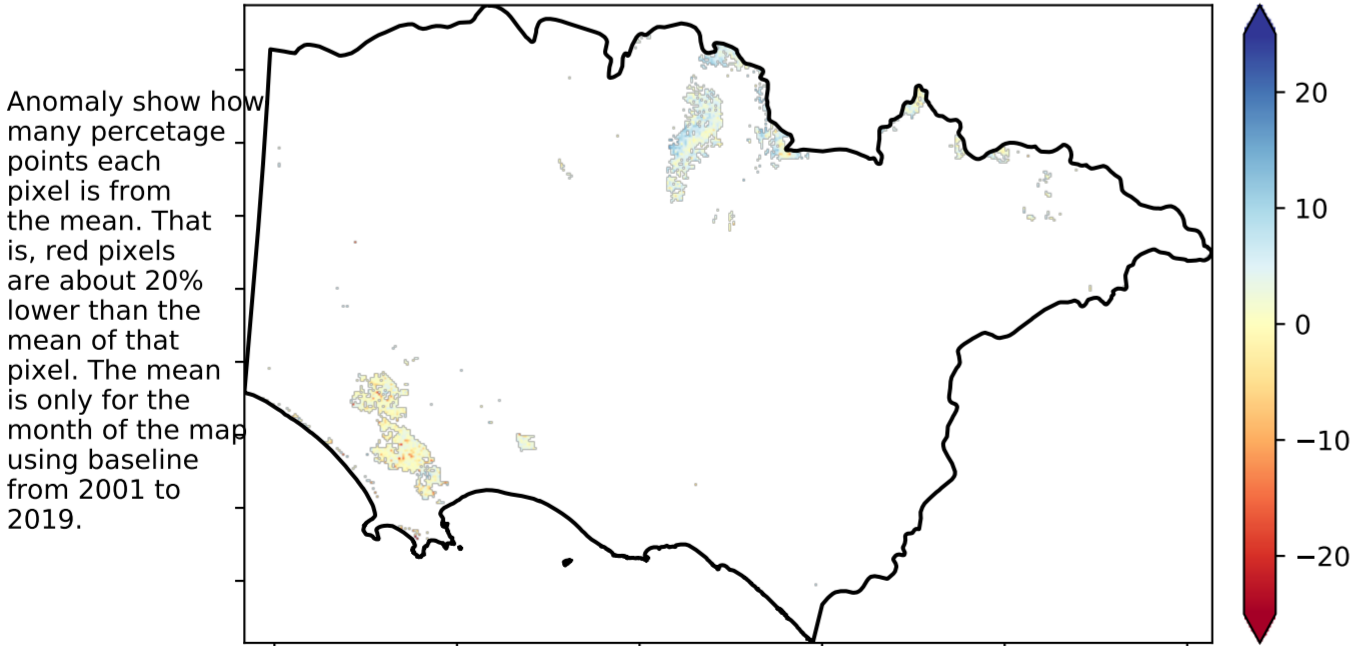 Anomaly show how
many percetage
points each
pixel is from
the mean. That
is, red pixels
are about 20%
lower than the
mean of that
pixel. The mean
is only for the
month of the map
using baseline
from 2001 to
2019.
20
10
0
−10
−20